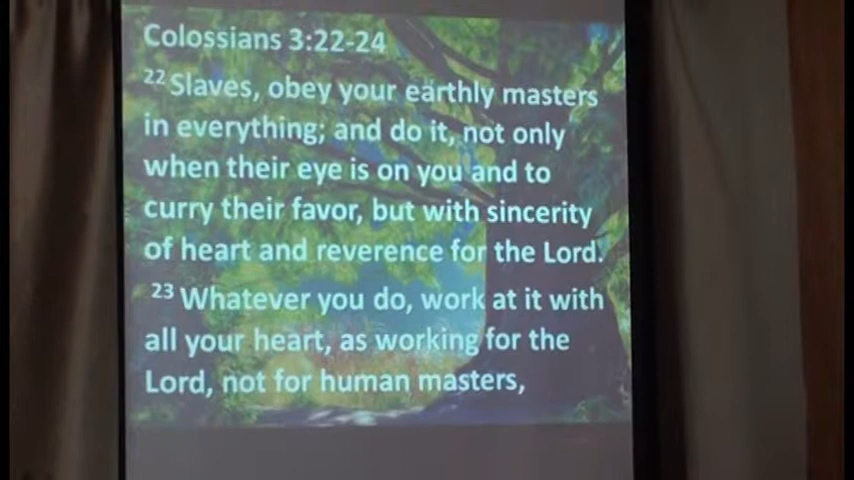 Colossians 3:22-24
22 Slaves, obey your earthly masters
in everything; and do it, not only
when their eye is on you and to
curry their favor, but with sincerity
of heart and reverence for the Lord.
23 Whatever you do, work at it with
all your heart, as working for the
Lord, not for human masters,